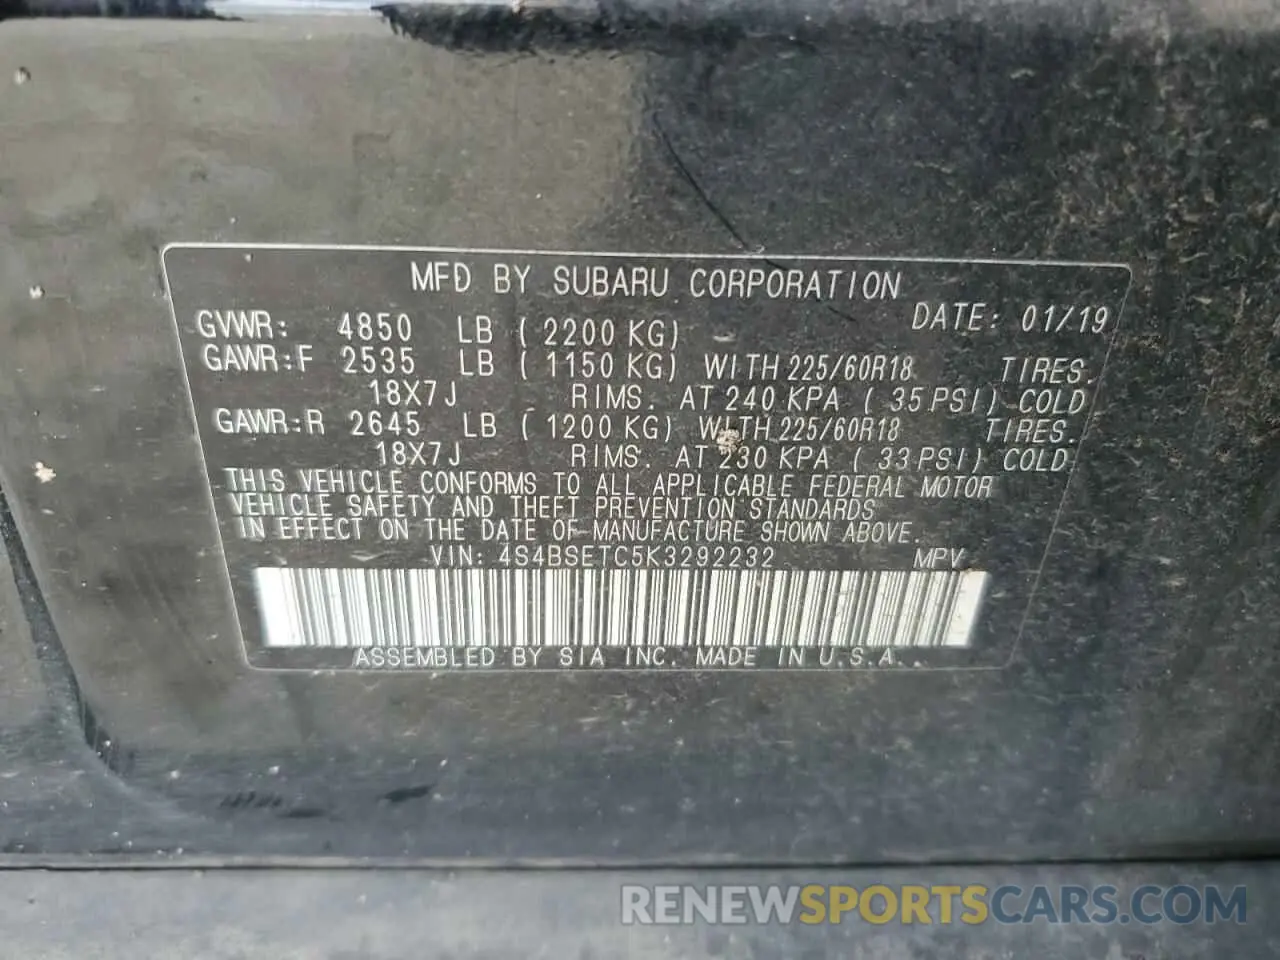 MFD BY SUBARU CORPORATION
GVWR: 4850 LB (2200 KG) DATE: 01/19
GAWR:F 2535 LB (1150 KG) WITH 225/60R18 TIRES.
18X7J RIMS. AT 240 KPA (35 PSI) COLD
GAWR:R 2645 LB (1200 KG) WITH 225/60R18 TIRES.
18X7J RIMS. AT 230 KPA (33 PSI) COLD
THIS VEHICLE CONFORMS TO ALL APPLICABLE FEDERAL MOTOR
VEHICLE SAFETY AND THEFT PREVENTION STANDARDS
IN EFFECT ON THE DATE OF MANUFACTURE SHOWN ABOVE.
VIN: 4S4BSETC5K3292232 MPV
ASSEMBLED BY SIA INC. MADE IN U.S.A.
RENEWSPORTSCARS.COM